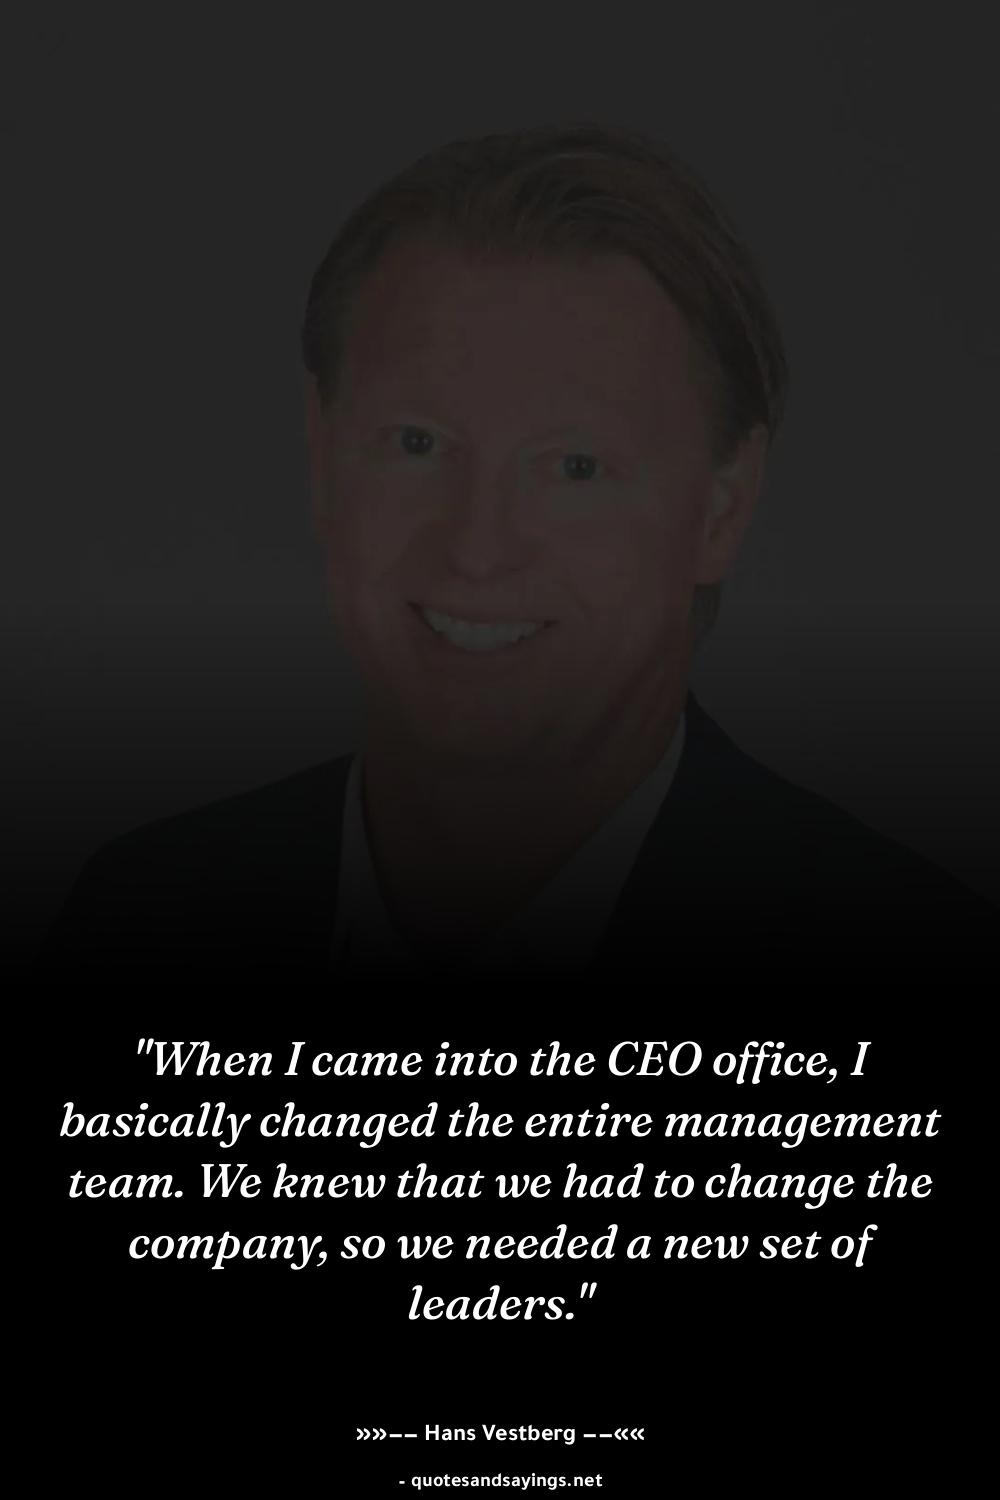 "When I came into the CEO office, I
basically changed the entire management
team. We knew that we had to change the
company, so we needed a new set of
leaders."
»»–– Hans Vestberg ––««
- quotesandsayings.net